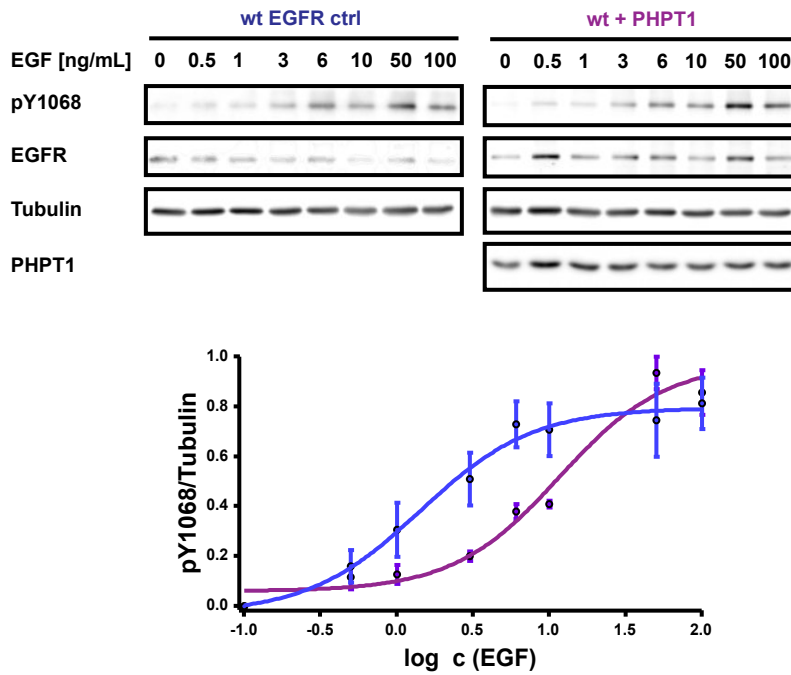 wt EGFR ctrl wt + PHPT1
EGF [ng/mL] 0 0.5 1 3 6 10 50 100 0 0.5 1 3 6 10 50 100
pY1068
EGFR
Tubulin
PHPT1
1.0
0.8
0.6
0.4
0.2
0.0
pY1068/Tubulin
-1.0 -0.5 0.0 0.5 1.0 1.5 2.0
log c (EGF)